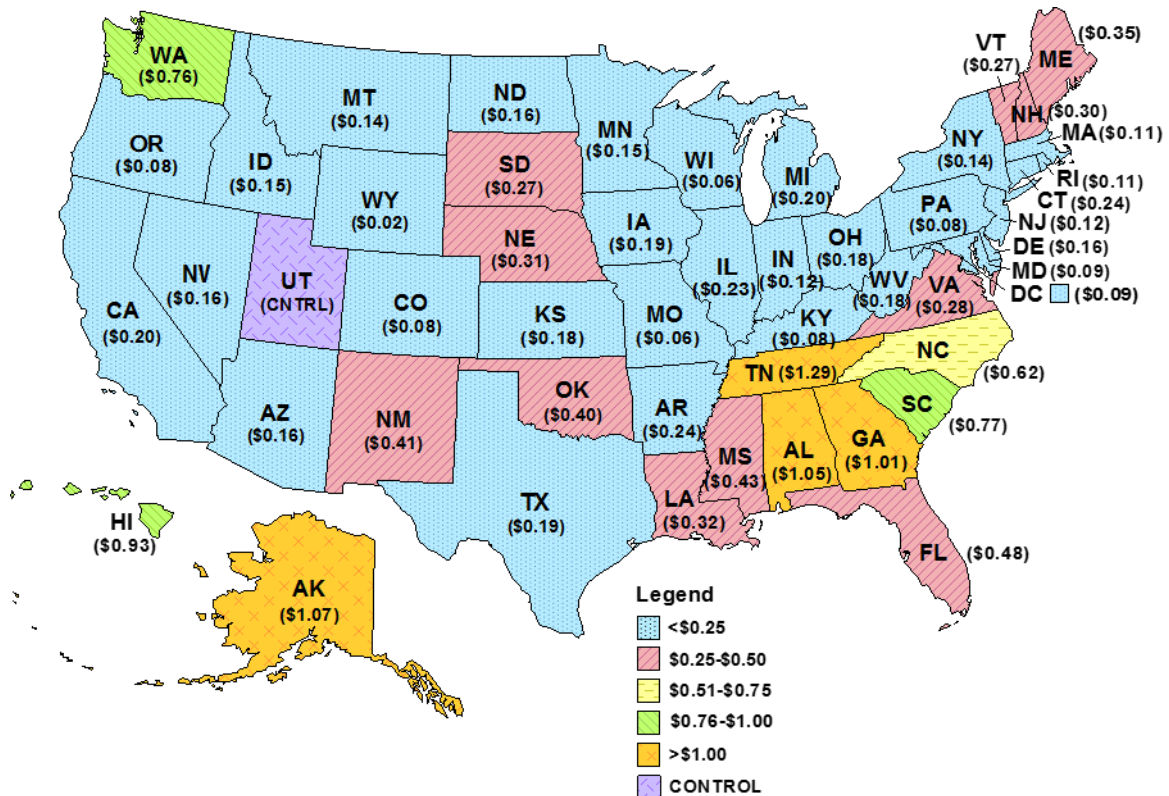 WA
($0.76)
OR
($0.08)
CA
($0.20)
ID
($0.15)
NV
($0.16)
MT
($0.14)
WY
($0.02)
UT
(CNTRL)
AZ
($0.16)
CO
($0.08)
NM
($0.41)
ND
($0.16)
SD
($0.27)
NE
($0.31)
KS
($0.18)
OK
($0.40)
TX
($0.19)
MN
($0.15)
IA
($0.19)
MO
($0.06)
AR
($0.24)
LA
($0.32)
WI
($0.06)
IL
($0.23)
MI
($0.20)
IN
($0.12)
OH
($0.18)
KY
($0.08)
TN ($1.29)
MS
($0.43)
AL
($1.05)
GA
($1.01)
FL
($0.48)
SC
($0.77)
NC
($0.62)
VA
($0.28)
WV
($0.18)
PA
($0.08)
NY
($0.14)
VT
($0.27)
ME
($0.35)
NH
($0.30)
MA ($0.11)
RI ($0.11)
CT ($0.24)
NJ ($0.12)
DE ($0.16)
MD ($0.09)
DC ($0.09)
HI
($0.93)
AK
($1.07)
Legend
<$0.25
$0.25-$0.50
$0.51-$0.75
$0.76-$1.00
>$1.00
CONTROL